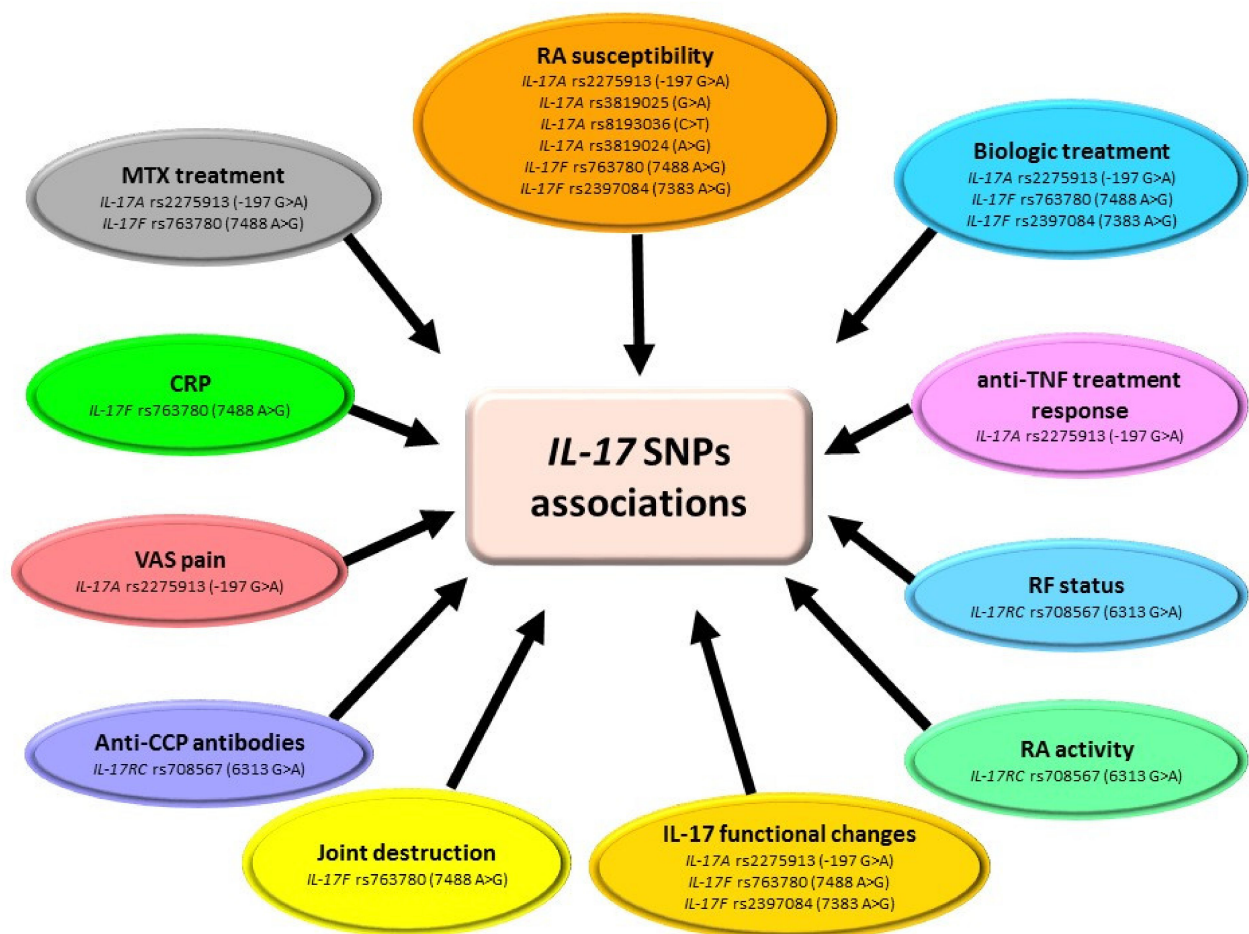 RA susceptibility
IL-17A rs2275913 (-197 G>A)
IL-17A rs3819025 (G>A)
IL-17A rs8193036 (C>T)
IL-17A rs3819024 (A>G)
IL-17F rs763780 (7488 A>G)
IL-17F rs2397084 (7383 A>G)
MTX treatment
IL-17A rs2275913 (-197 G>A)
IL-17F rs763780 (7488 A>G)
Biologic treatment
IL-17A rs2275913 (-197 G>A)
IL-17F rs763780 (7488 A>G)
IL-17F rs2397084 (7383 A>G)
CRP
IL-17F rs763780 (7488 A>G)
anti-TNF treatment
response
IL-17A rs2275913 (-197 G>A)
IL-17 SNPs
associations
VAS pain
IL-17A rs2275913 (-197 G>A)
RF status
IL-17RC rs708567 (6313 G>A)
Anti-CCP antibodies
IL-17RC rs708567 (6313 G>A)
RA activity
IL-17RC rs708567 (6313 G>A)
Joint destruction
IL-17F rs763780 (7488 A>G)
IL-17 functional changes
IL-17A rs2275913 (-197 G>A)
IL-17F rs763780 (7488 A>G)
IL-17F rs2397084 (7383 A>G)